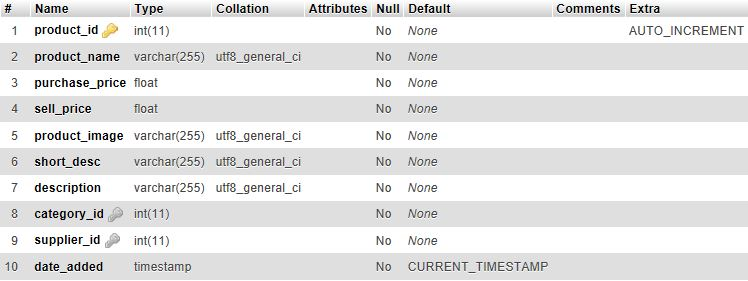 # Name Type Collation Attributes Null Default Comments Extra
1 product_id int(11) No None AUTO_INCREMENT
2 product_name varchar(255) utf8_general_ci No None
3 purchase_price float No None
4 sell_price float No None
5 product_image varchar(255) utf8_general_ci No None
6 short_desc varchar(255) utf8_general_ci No None
7 description varchar(255) utf8_general_ci No None
8 category_id int(11) No None
9 supplier_id int(11) No None
10 date_added timestamp No CURRENT_TIMESTAMP